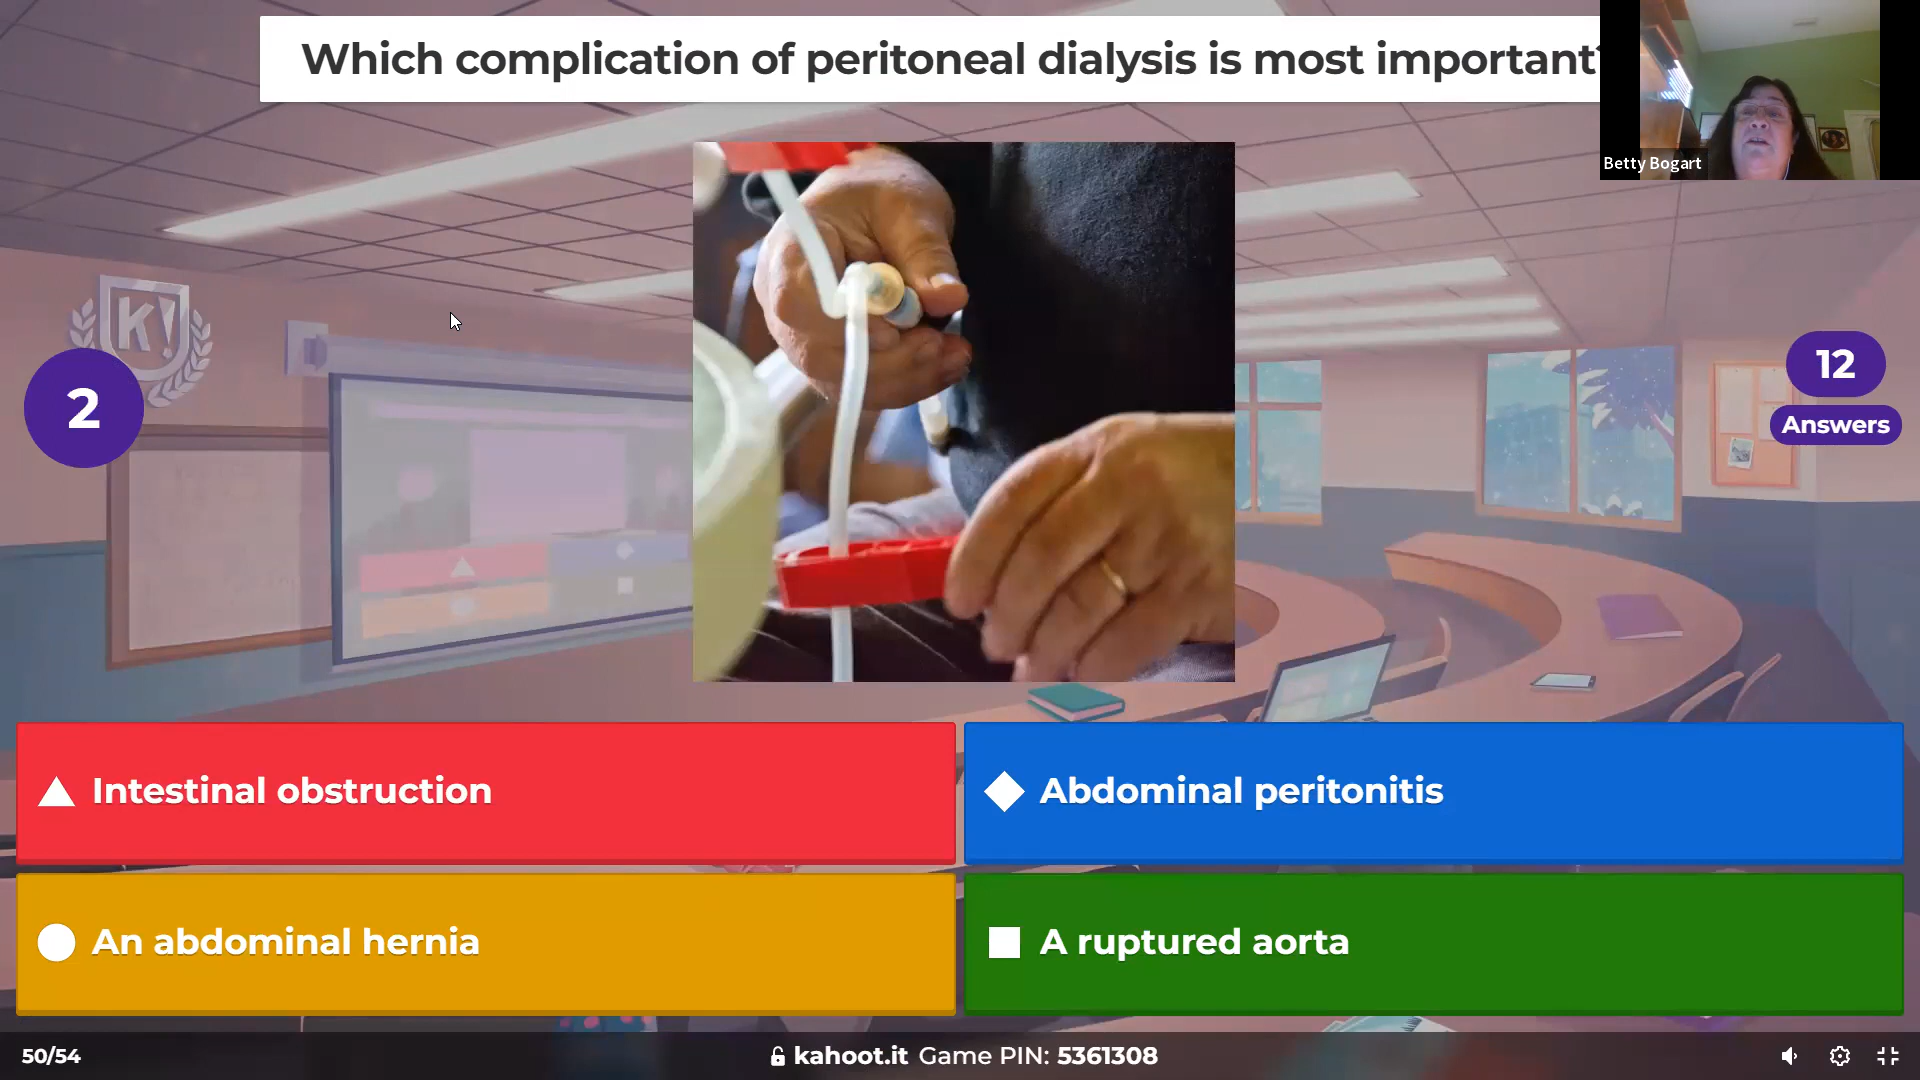 Which complication of peritoneal dialysis is most important?
Betty Bogart
K!
2
12
Answers
Intestinal obstruction
Abdominal peritonitis
An abdominal hernia
A ruptured aorta
50/54
kahoot.it Game PIN: 5361308